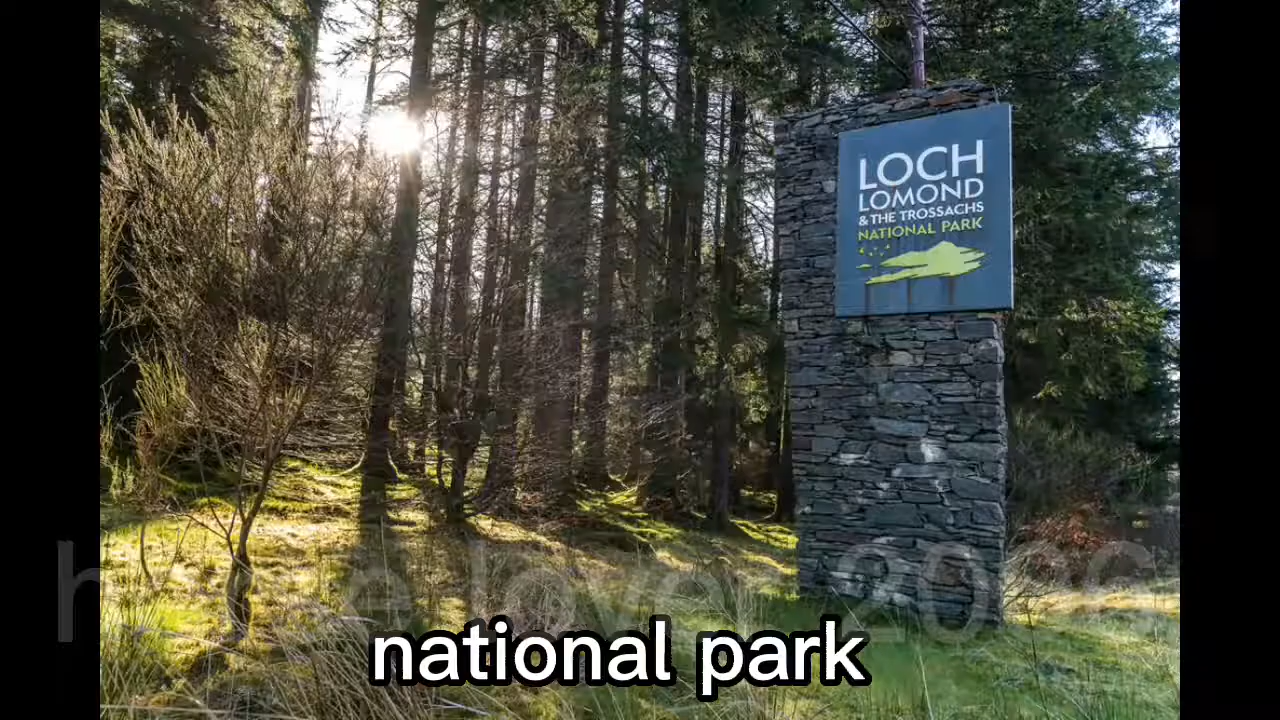 LOCH
LOMOND
& THE TROSSACHS
NATIONAL PARK
national park